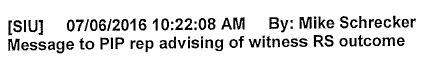 [SIU] 07/06/2016 10:22:08 AM By: Mike Schrecker
Message to PIP rep advising of witness RS outcome